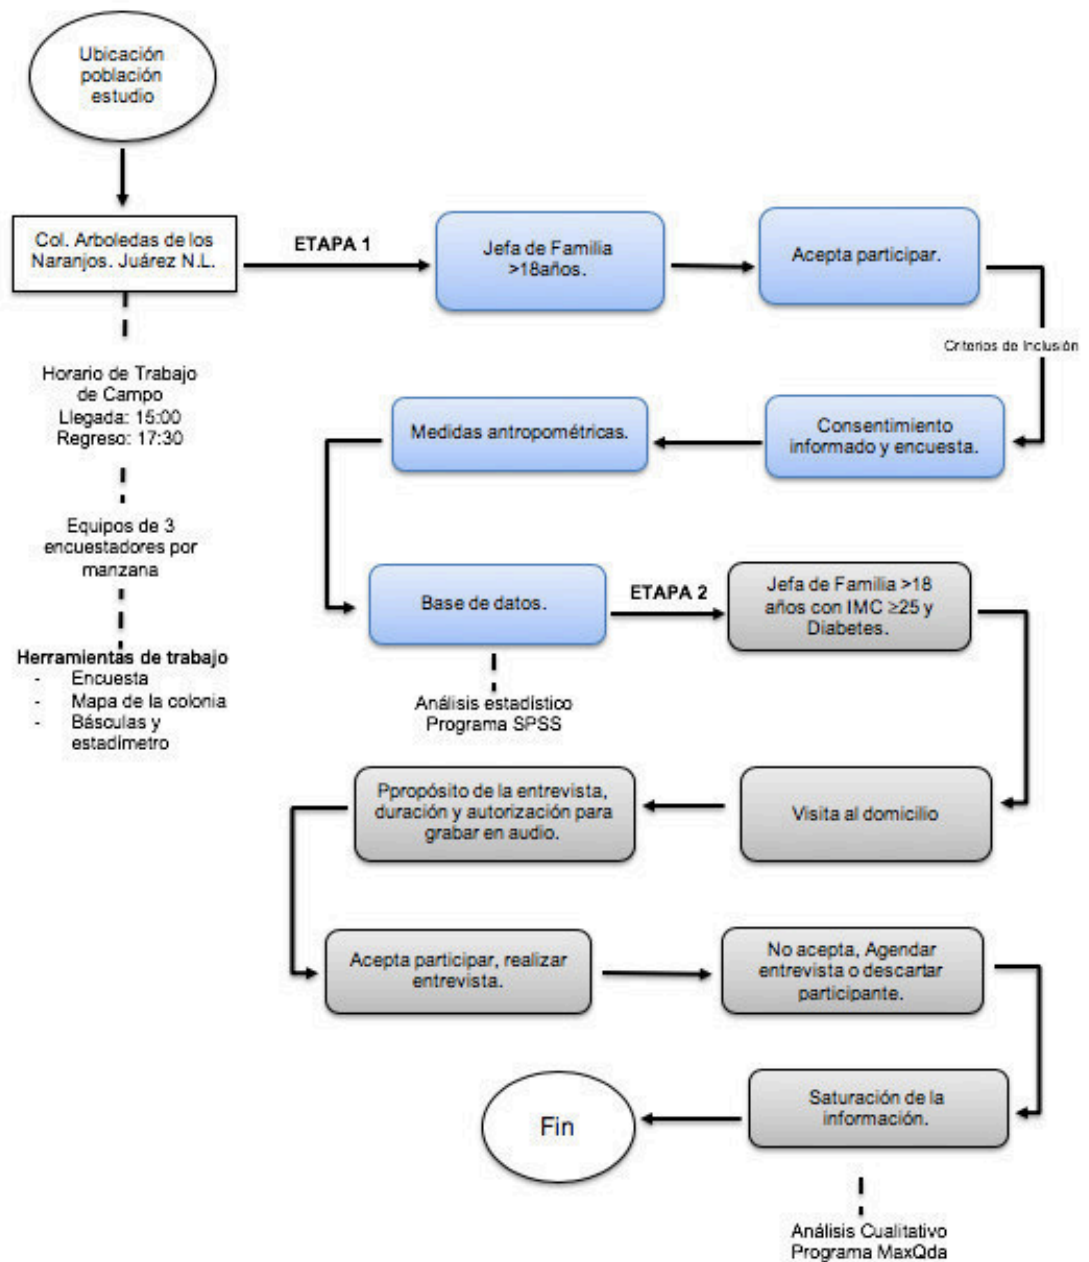 Ubicación
población
estudio
Col. Arboledas de los
Naranjos. Juárez N.L.
ETAPA 1
Jefa de Familia
>18años.
Acepta participar.
Criterios de Inclusión
Horario de Trabajo
de Campo
Llegada: 15:00
Regreso: 17:30
Medidas antropométricas.
Consentimiento
informado y encuesta.
Equipos de 3
encuestadores por
manzana
Base de datos.
ETAPA 2
Jefa de Familia >18
años con IMC ≥25 y
Diabetes.
Herramientas de trabajo
- Encuesta
- Mapa de la colonia
- Básculas y
estadímetro
Análisis estadístico
Programa SPSS
Ppropósito de la entrevista,
duración y autorización para
grabar en audio.
Visita al domicilio
Acepta participar, realizar
entrevista.
No acepta, Agendar
entrevista o descartar
participante.
Saturación de la
información.
Fin
Análisis Cualitativo
Programa MaxQda